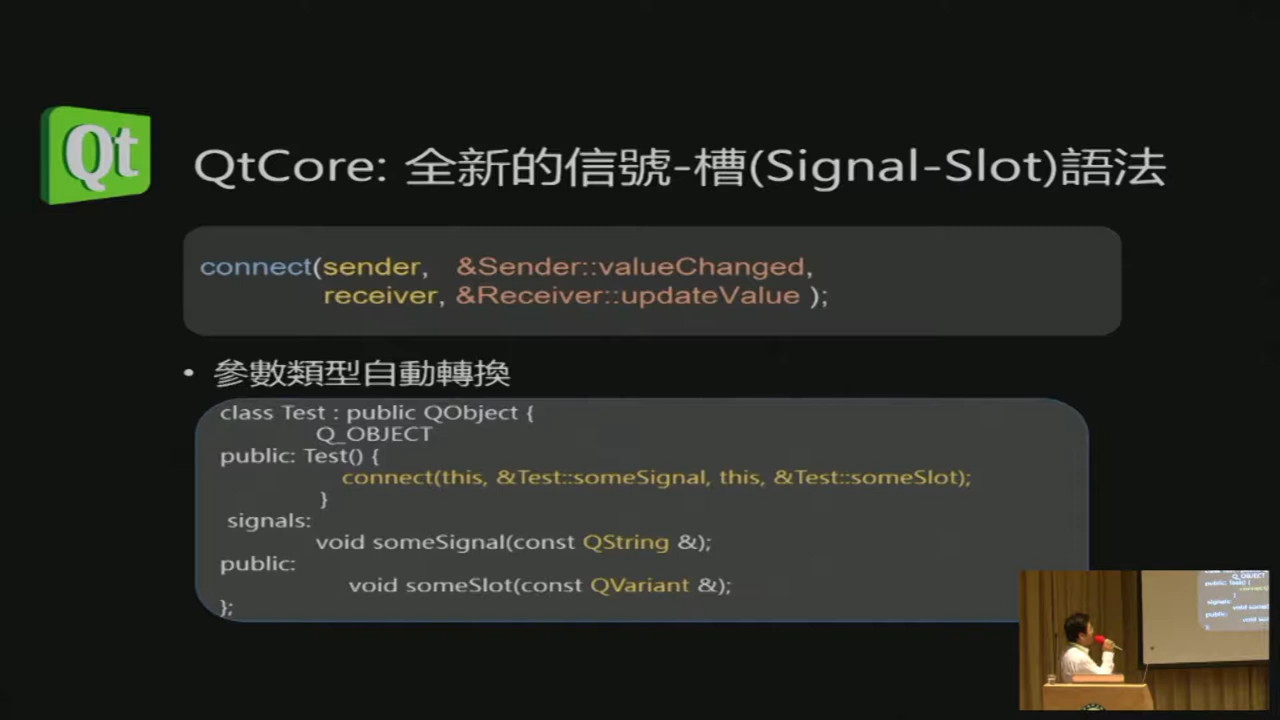 Qt
QtCore: 全新的信號-槽(Signal-Slot)語法
connect(sender, &Sender::valueChanged,
receiver, &Receiver::updateValue );
• 參數類型自動轉換
class Test : public QObject {
Q_OBJECT
public: Test() {
connect(this, &Test::someSignal, this, &Test::someSlot);
}
signals:
void someSignal(const QString &);
public:
void someSlot(const QVariant &);
};